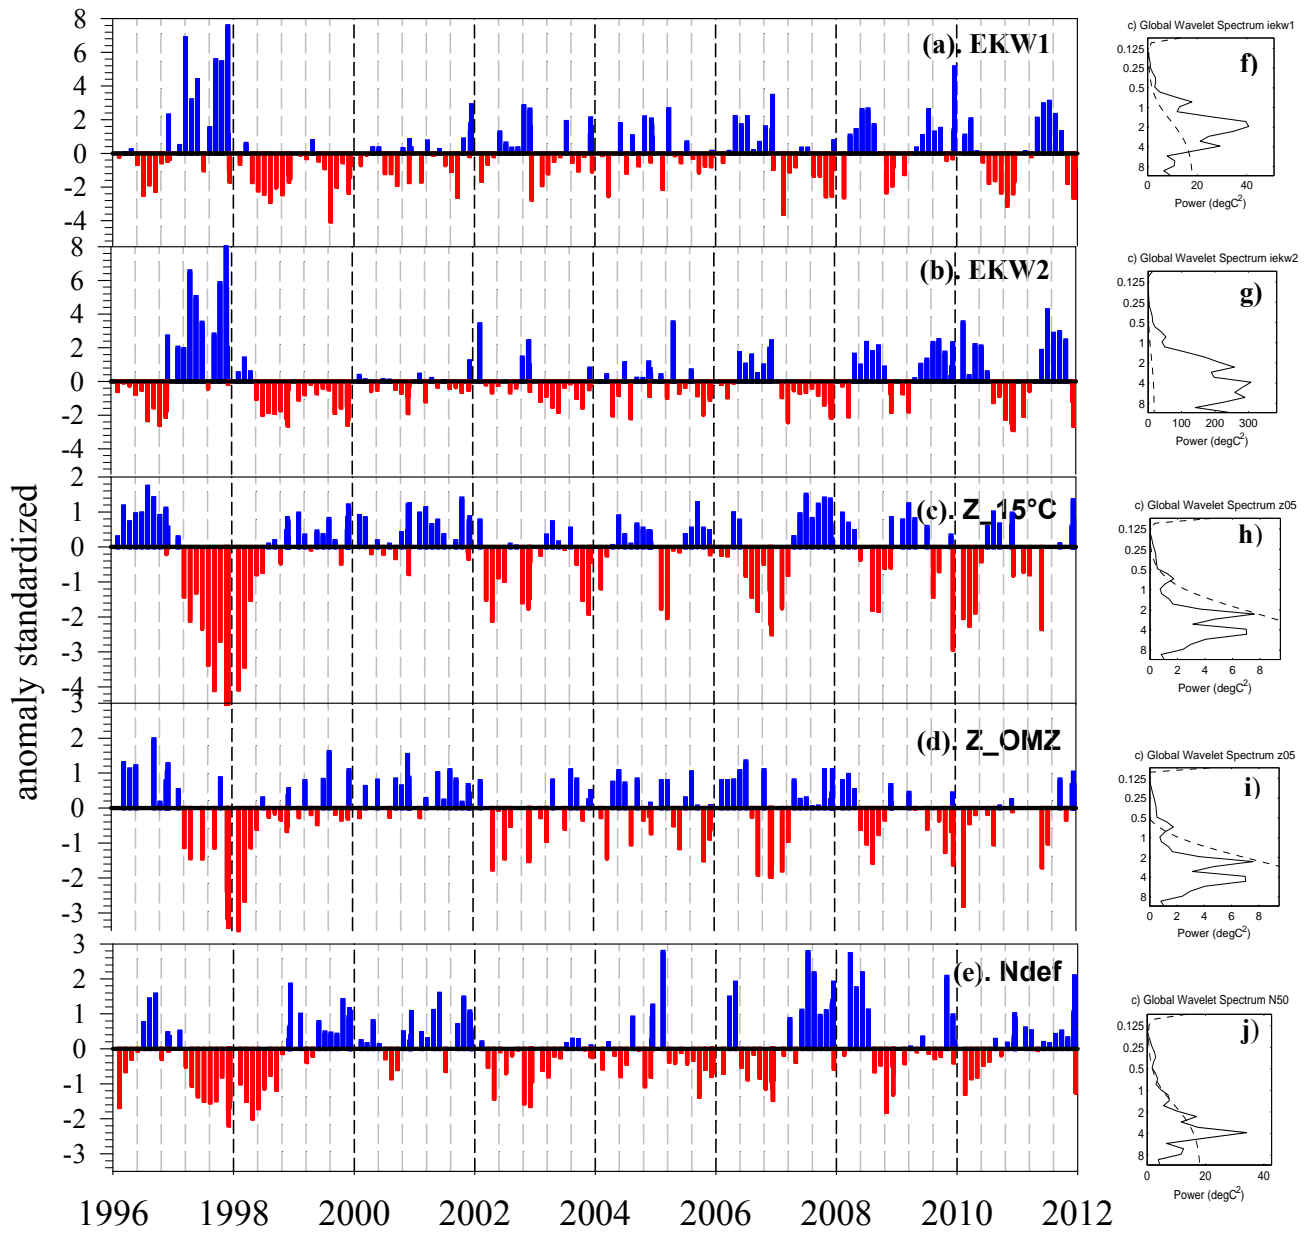 anomaly standardized
8
6
4
2
0
-2
-4
(a). EKW1
8
6
4
2
0
-2
-4
(b). EKW2
2
1
0
-1
-2
-3
-4
(c). Z_15°C
3
2
1
0
-1
-2
-3
(d). Z_OMZ
3
2
1
0
-1
-2
-3
(e). Ndef
1996 1998 2000 2002 2004 2006 2008 2010 2012
c) Global Wavelet Spectrum iekw1
f)
0.125
0.25
0.5
1
2
4
8
0 20 40
Power (degC²)
c) Global Wavelet Spectrum iekw2
g)
0.125
0.25
0.5
1
2
4
8
0 100 200 300
Power (degC²)
c) Global Wavelet Spectrum z05
h)
0.125
0.25
0.5
1
2
4
8
0 2 4 6 8
Power (degC²)
c) Global Wavelet Spectrum z05
i)
0.125
0.25
0.5
1
2
4
8
0 2 4 6 8
Power (degC²)
c) Global Wavelet Spectrum N50
j)
0.125
0.25
0.5
1
2
4
8
0 20 40
Power (degC²)